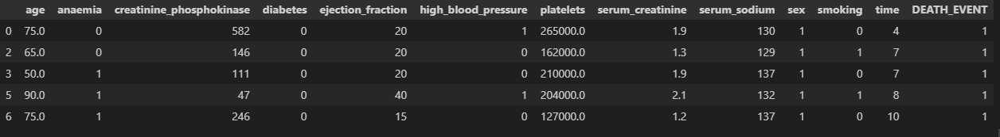 age anaemia creatinine_phosphokinase diabetes ejection_fraction high_blood_pressure platelets serum_creatinine serum_sodium sex smoking time DEATH_EVENT
0 75.0 0 582 0 20 1 265000.0 1.9 130 1 0 4 1
2 65.0 0 146 0 20 0 162000.0 1.3 129 1 1 7 1
3 50.0 1 111 0 20 0 210000.0 1.9 137 1 0 7 1
5 90.0 1 47 0 40 1 204000.0 2.1 132 1 1 8 1
6 75.0 1 246 0 15 0 127000.0 1.2 137 1 0 10 1